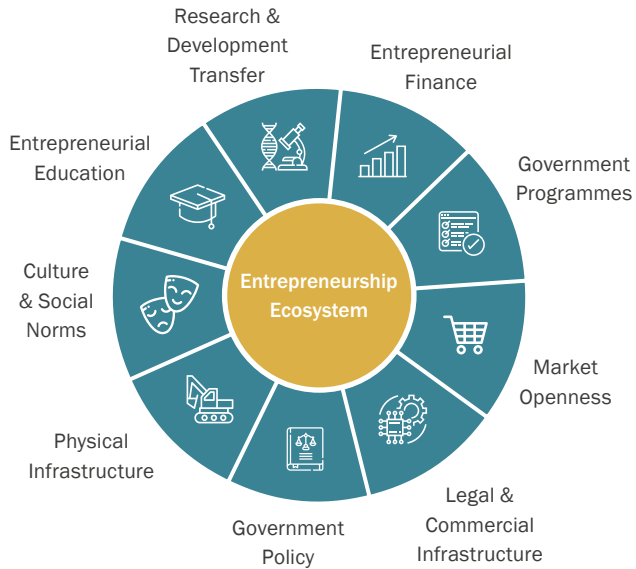 Research &
Development
Transfer
Entrepreneurial
Finance
Government
Programmes
Market
Openness
Legal &
Commercial
Infrastructure
Government
Policy
Physical
Infrastructure
Culture
& Social
Norms
Entrepreneurial
Education
Entrepreneurship
Ecosystem